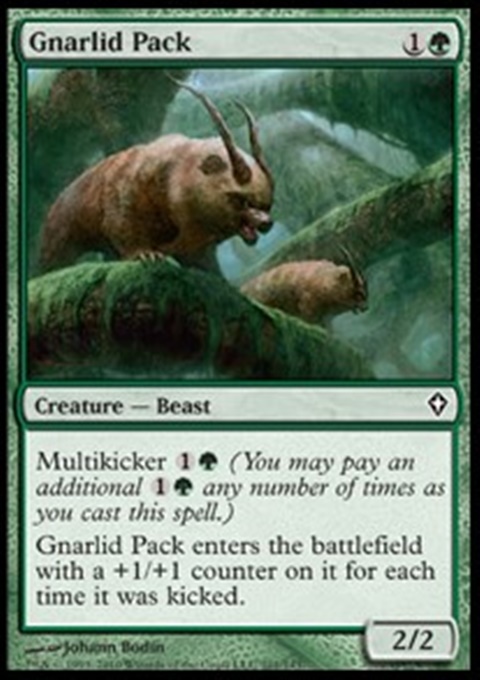 Gnarlid Pack 1
Creature — Beast
Multikicker 1 (You may pay an
additional 1 any number of times as
you cast this spell.)
Gnarlid Pack enters the battlefield
with a +1/+1 counter on it for each
time it was kicked.
2/2
Johann Bodin